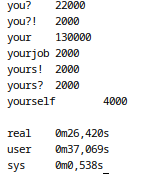 you? 22000
you?! 2000
your 130000
yourjob 2000
yours! 2000
yours? 2000
yourself 4000

real 0m26,420s
user 0m37,069s
sys 0m0,538s